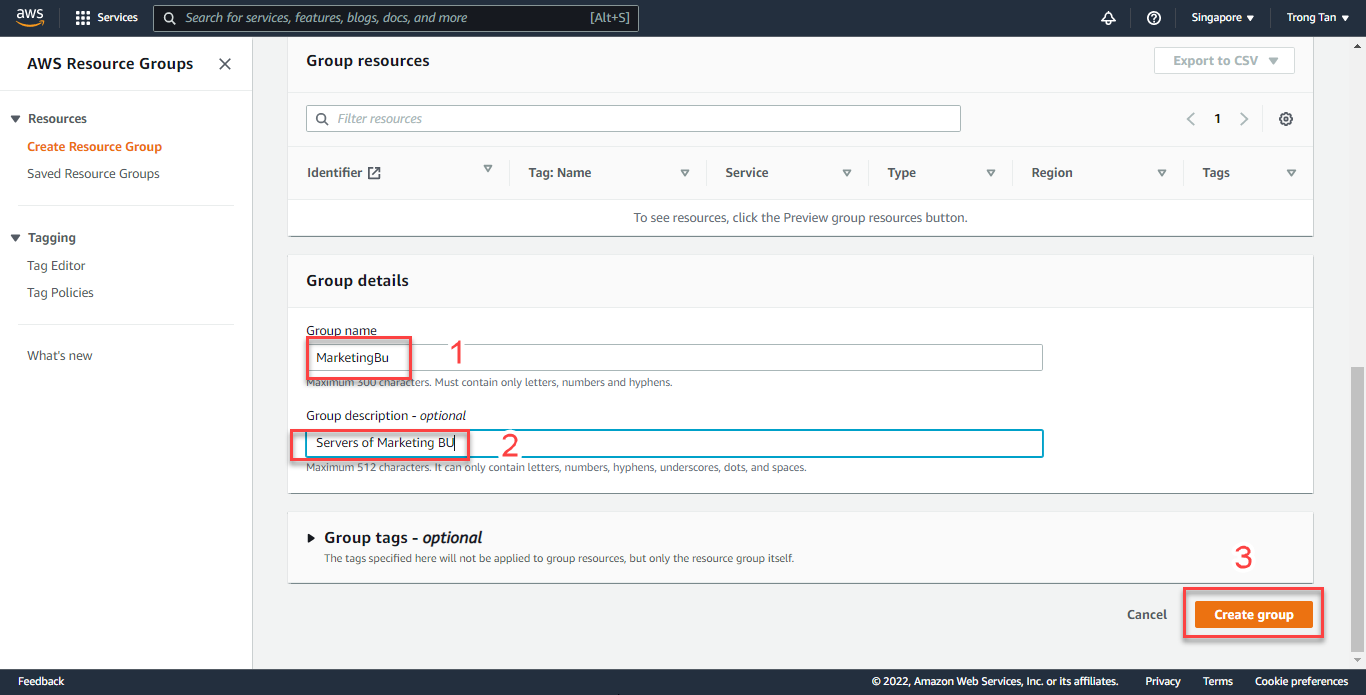 aws
Services
Search for services, features, blogs, docs, and more
[Alt+S]
Singapore
Trong Tan
AWS Resource Groups
Resources
Create Resource Group
Saved Resource Groups
Tagging
Tag Editor
Tag Policies
What's new
Group resources
Export to CSV
Filter resources
1
Identifier
Tag: Name
Service
Type
Region
Tags
To see resources, click the Preview group resources button.
Group details
Group name
MarketingBu
1
Maximum 300 characters. Must contain only letters, numbers and hyphens.
Group description - optional
Servers of Marketing BU
2
Maximum 512 characters. It can only contain letters, numbers, hyphens, underscores, dots, and spaces.
Group tags - optional
The tags specified here will not be applied to group resources, but only the resource group itself.
3
Cancel
Create group
Feedback
© 2022, Amazon Web Services, Inc. or its affiliates.
Privacy
Terms
Cookie preferences